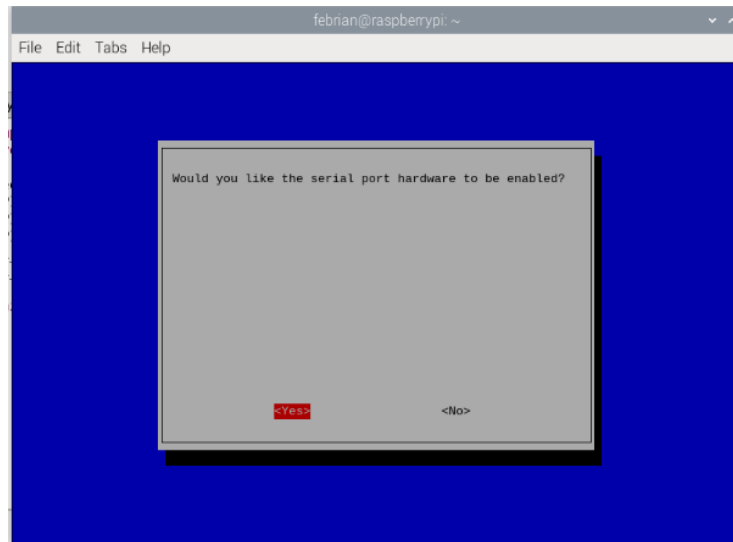 febrian@raspberrypi: ~
File Edit Tabs Help
Would you like the serial port hardware to be enabled?
<Yes> <No>